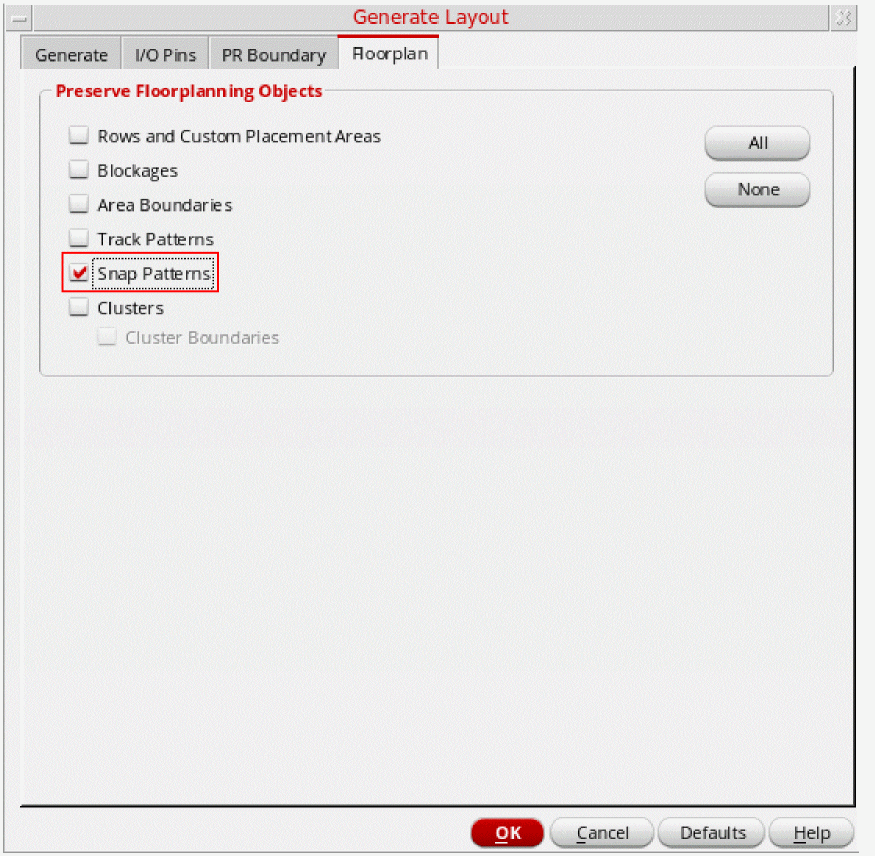 Generate Layout
Generate I/O Pins PR Boundary Floorplan
Preserve Floorplanning Objects
Rows and Custom Placement Areas
All
Blockages
None
Area Boundaries
Track Patterns
Snap Patterns
Clusters
Cluster Boundaries
OK Cancel Defaults Help